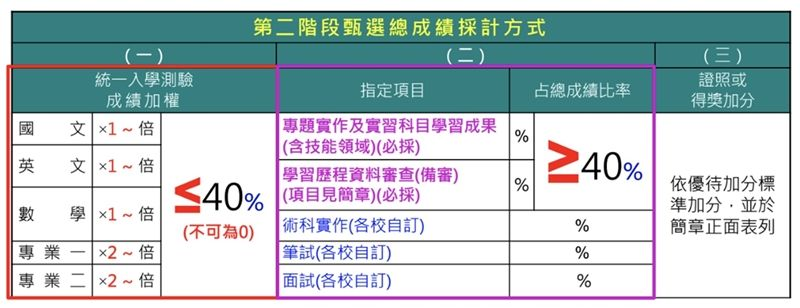 第二階段甄選總成績採計方式
(一)
(二)
(三)
統一入學測驗
成績加權
指定項目
占總成績比率
證照或
得獎加分
國文 ×1～倍
英文 ×1～倍
數學 ×1～倍
專業一 ×2～倍
專業二 ×2～倍
≤40%
(不可為0)
專題實作及實習科目學習成果
(含技能領域)(必採)
%
學習歷程資料審查(備審)
(項目見簡章)(必採)
%
≥40%
術科實作(各校自訂)
%
筆試(各校自訂)
%
面試(各校自訂)
%
依優待加分標
準加分，並於
簡章正面表列